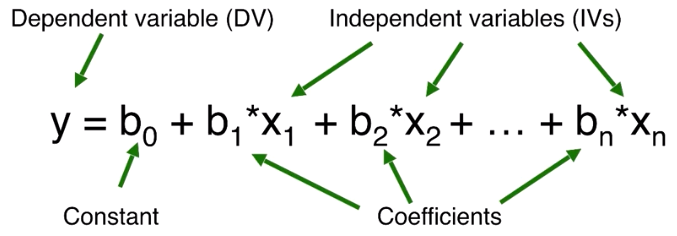 Dependent variable (DV) Independent variables (IVs)
y = b₀ + b₁*x₁ + b₂*x₂ + … + bₙ*xₙ
Constant Coefficients